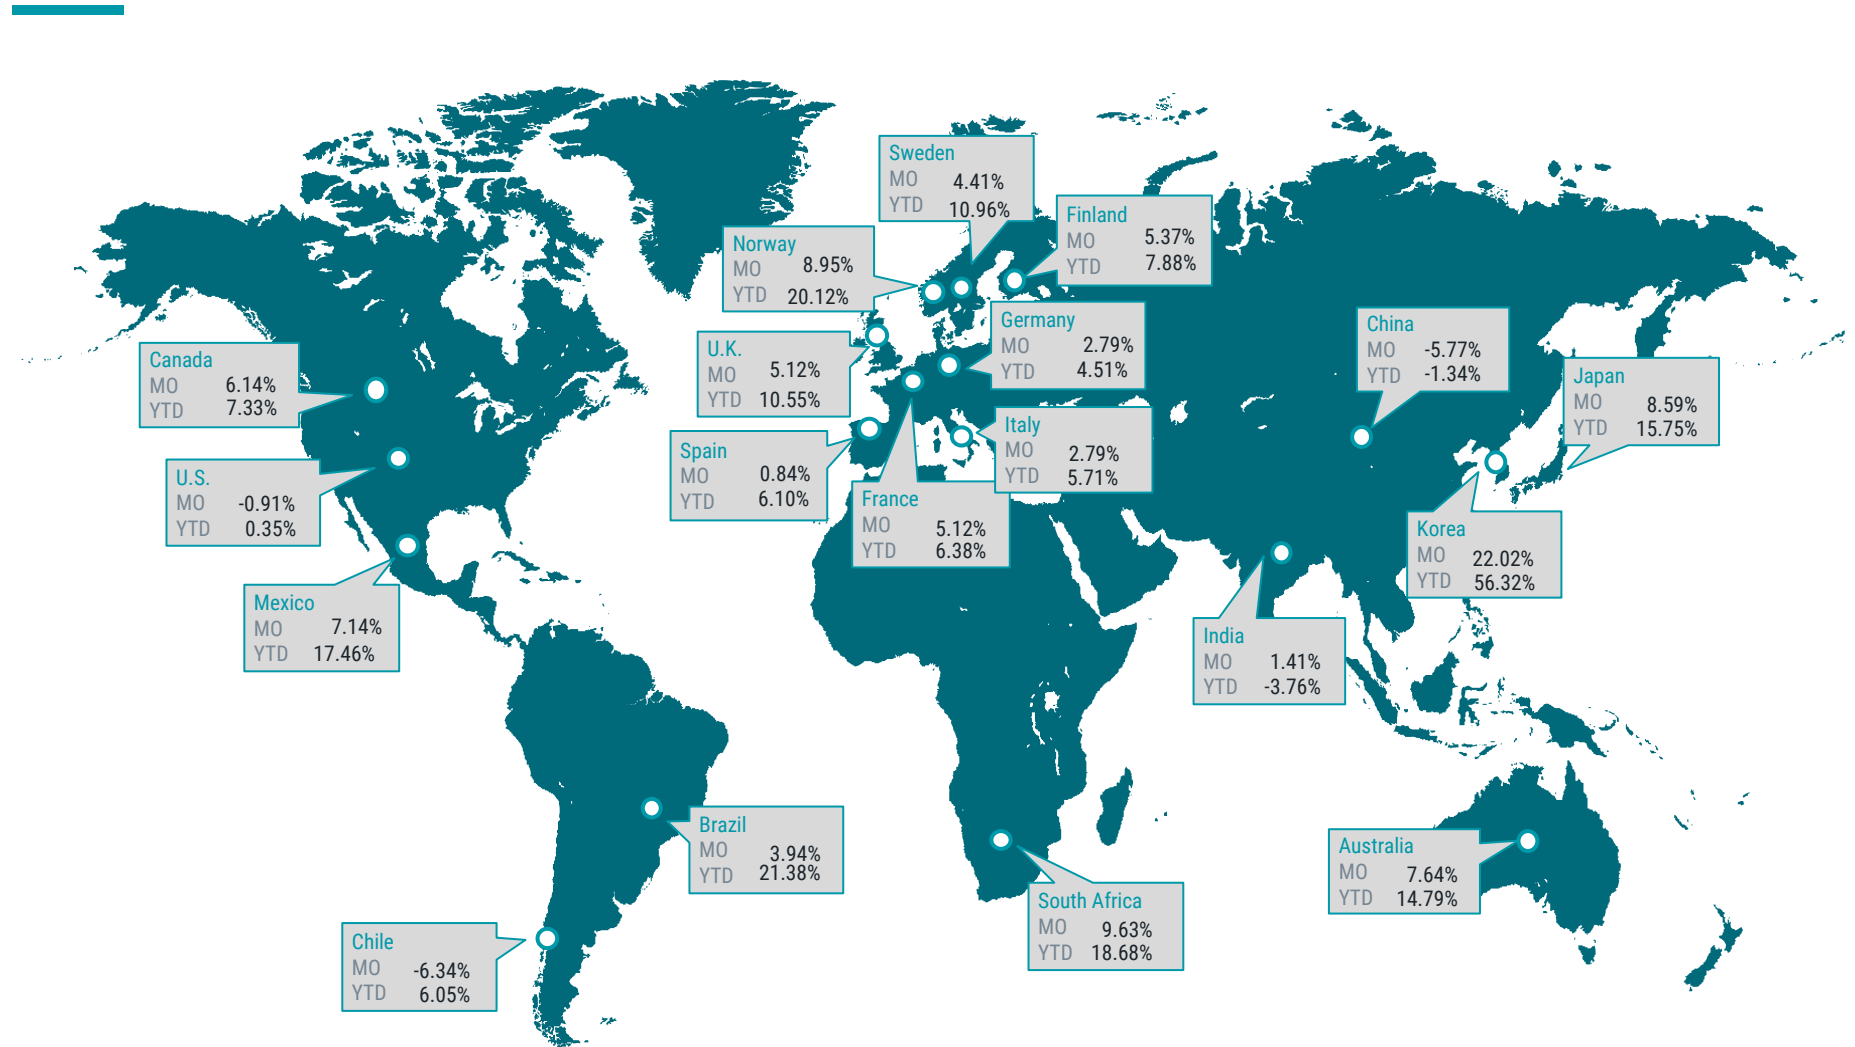 Sweden
MO 4.41%
YTD 10.96%
Finland
MO 5.37%
YTD 7.88%
Norway
MO 8.95%
YTD 20.12%
Germany
MO 2.79%
YTD 4.51%
China
MO -5.77%
YTD -1.34%
U.K.
MO 5.12%
YTD 10.55%
Canada
MO 6.14%
YTD 7.33%
Japan
MO 8.59%
YTD 15.75%
Italy
MO 2.79%
YTD 5.71%
Spain
MO 0.84%
YTD 6.10%
U.S.
MO -0.91%
YTD 0.35%
France
MO 5.12%
YTD 6.38%
Korea
MO 22.02%
YTD 56.32%
Mexico
MO 7.14%
YTD 17.46%
India
MO 1.41%
YTD -3.76%
Brazil
MO 3.94%
YTD 21.38%
Australia
MO 7.64%
YTD 14.79%
South Africa
MO 9.63%
YTD 18.68%
Chile
MO -6.34%
YTD 6.05%